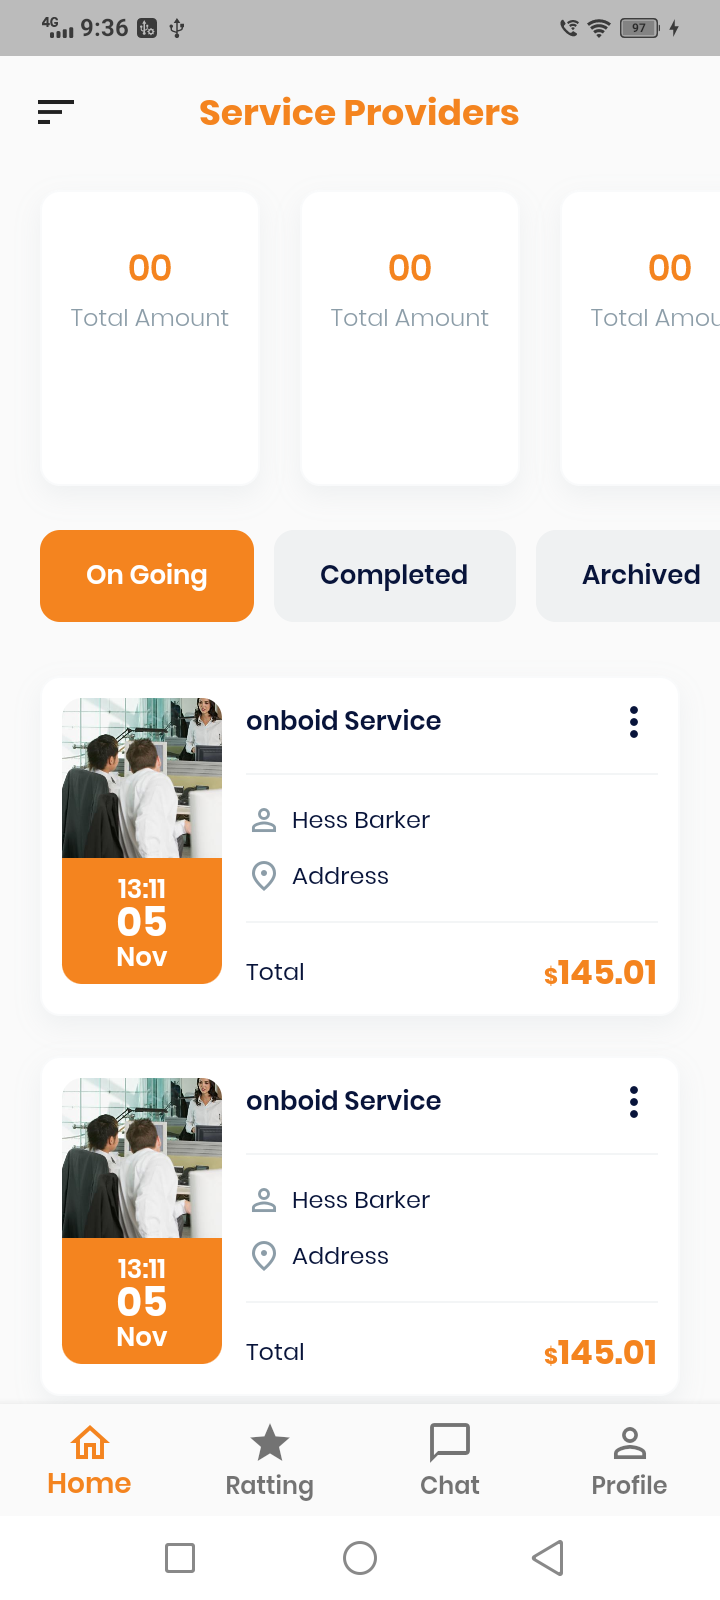 4G 9:36 97
Service Providers
00 00 00
Total Amount Total Amount Total Amou
On Going Completed Archived
onboid Service
Hess Barker
Address
13:11
05
Nov
Total $145.01
onboid Service
Hess Barker
Address
13:11
05
Nov
Total $145.01
Home Ratting Chat Profile